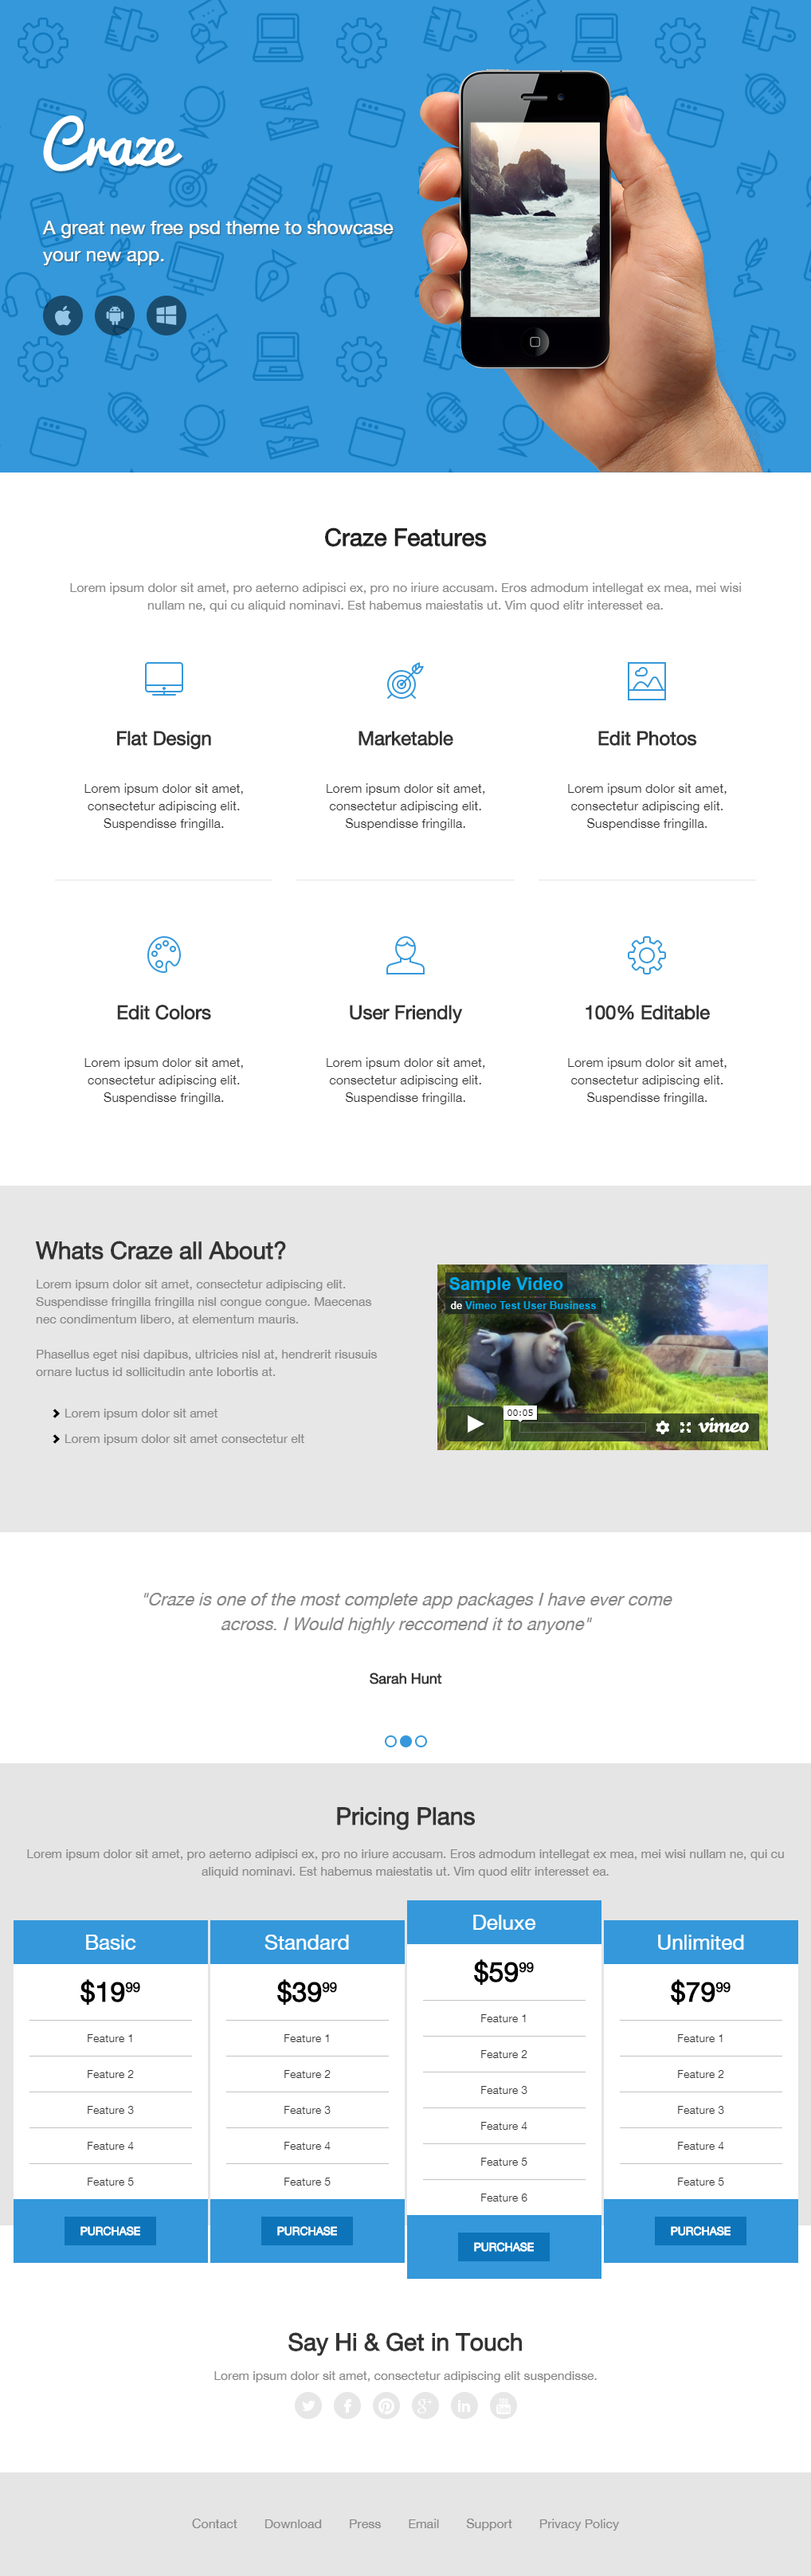 Craze
A great new free psd theme to showcase
your new app.
Craze Features
Lorem ipsum dolor sit amet, pro aeterno adipisci ex, pro no iriure accusam. Eros admodum intellegat ex mea, mei wisi
nullam ne, qui cu aliquid nominavi. Est habemus maiestatis ut. Vim quod elitr interesset ea.
Flat Design
Lorem ipsum dolor sit amet,
consectetur adipiscing elit.
Suspendisse fringilla.
Marketable
Lorem ipsum dolor sit amet,
consectetur adipiscing elit.
Suspendisse fringilla.
Edit Photos
Lorem ipsum dolor sit amet,
consectetur adipiscing elit.
Suspendisse fringilla.
Edit Colors
Lorem ipsum dolor sit amet,
consectetur adipiscing elit.
Suspendisse fringilla.
User Friendly
Lorem ipsum dolor sit amet,
consectetur adipiscing elit.
Suspendisse fringilla.
100% Editable
Lorem ipsum dolor sit amet,
consectetur adipiscing elit.
Suspendisse fringilla.
Whats Craze all About?
Lorem ipsum dolor sit amet, consectetur adipiscing elit.
Suspendisse fringilla fringilla nisl congue congue. Maecenas
nec condimentum libero, at elementum mauris.
Phasellus eget nisi dapibus, ultricies nisl at, hendrerit risusuis
ornare luctus id sollicitudin ante lobortis at.
Lorem ipsum dolor sit amet
Lorem ipsum dolor sit amet consectetur elt
Sample Video
de Vimeo Test User Business
00:05
vimeo
"Craze is one of the most complete app packages I have ever come
across. I Would highly reccomend it to anyone"
Sarah Hunt
Pricing Plans
Lorem ipsum dolor sit amet, pro aeterno adipisci ex, pro no iriure accusam. Eros admodum intellegat ex mea, mei wisi nullam ne, qui cu
aliquid nominavi. Est habemus maiestatis ut. Vim quod elitr interesset ea.
Basic
$1999
Feature 1
Feature 2
Feature 3
Feature 4
Feature 5
PURCHASE
Standard
$3999
Feature 1
Feature 2
Feature 3
Feature 4
Feature 5
PURCHASE
Deluxe
$5999
Feature 1
Feature 2
Feature 3
Feature 4
Feature 5
Feature 6
PURCHASE
Unlimited
$7999
Feature 1
Feature 2
Feature 3
Feature 4
Feature 5
PURCHASE
Say Hi & Get in Touch
Lorem ipsum dolor sit amet, consectetur adipiscing elit suspendisse.
Contact Download Press Email Support Privacy Policy